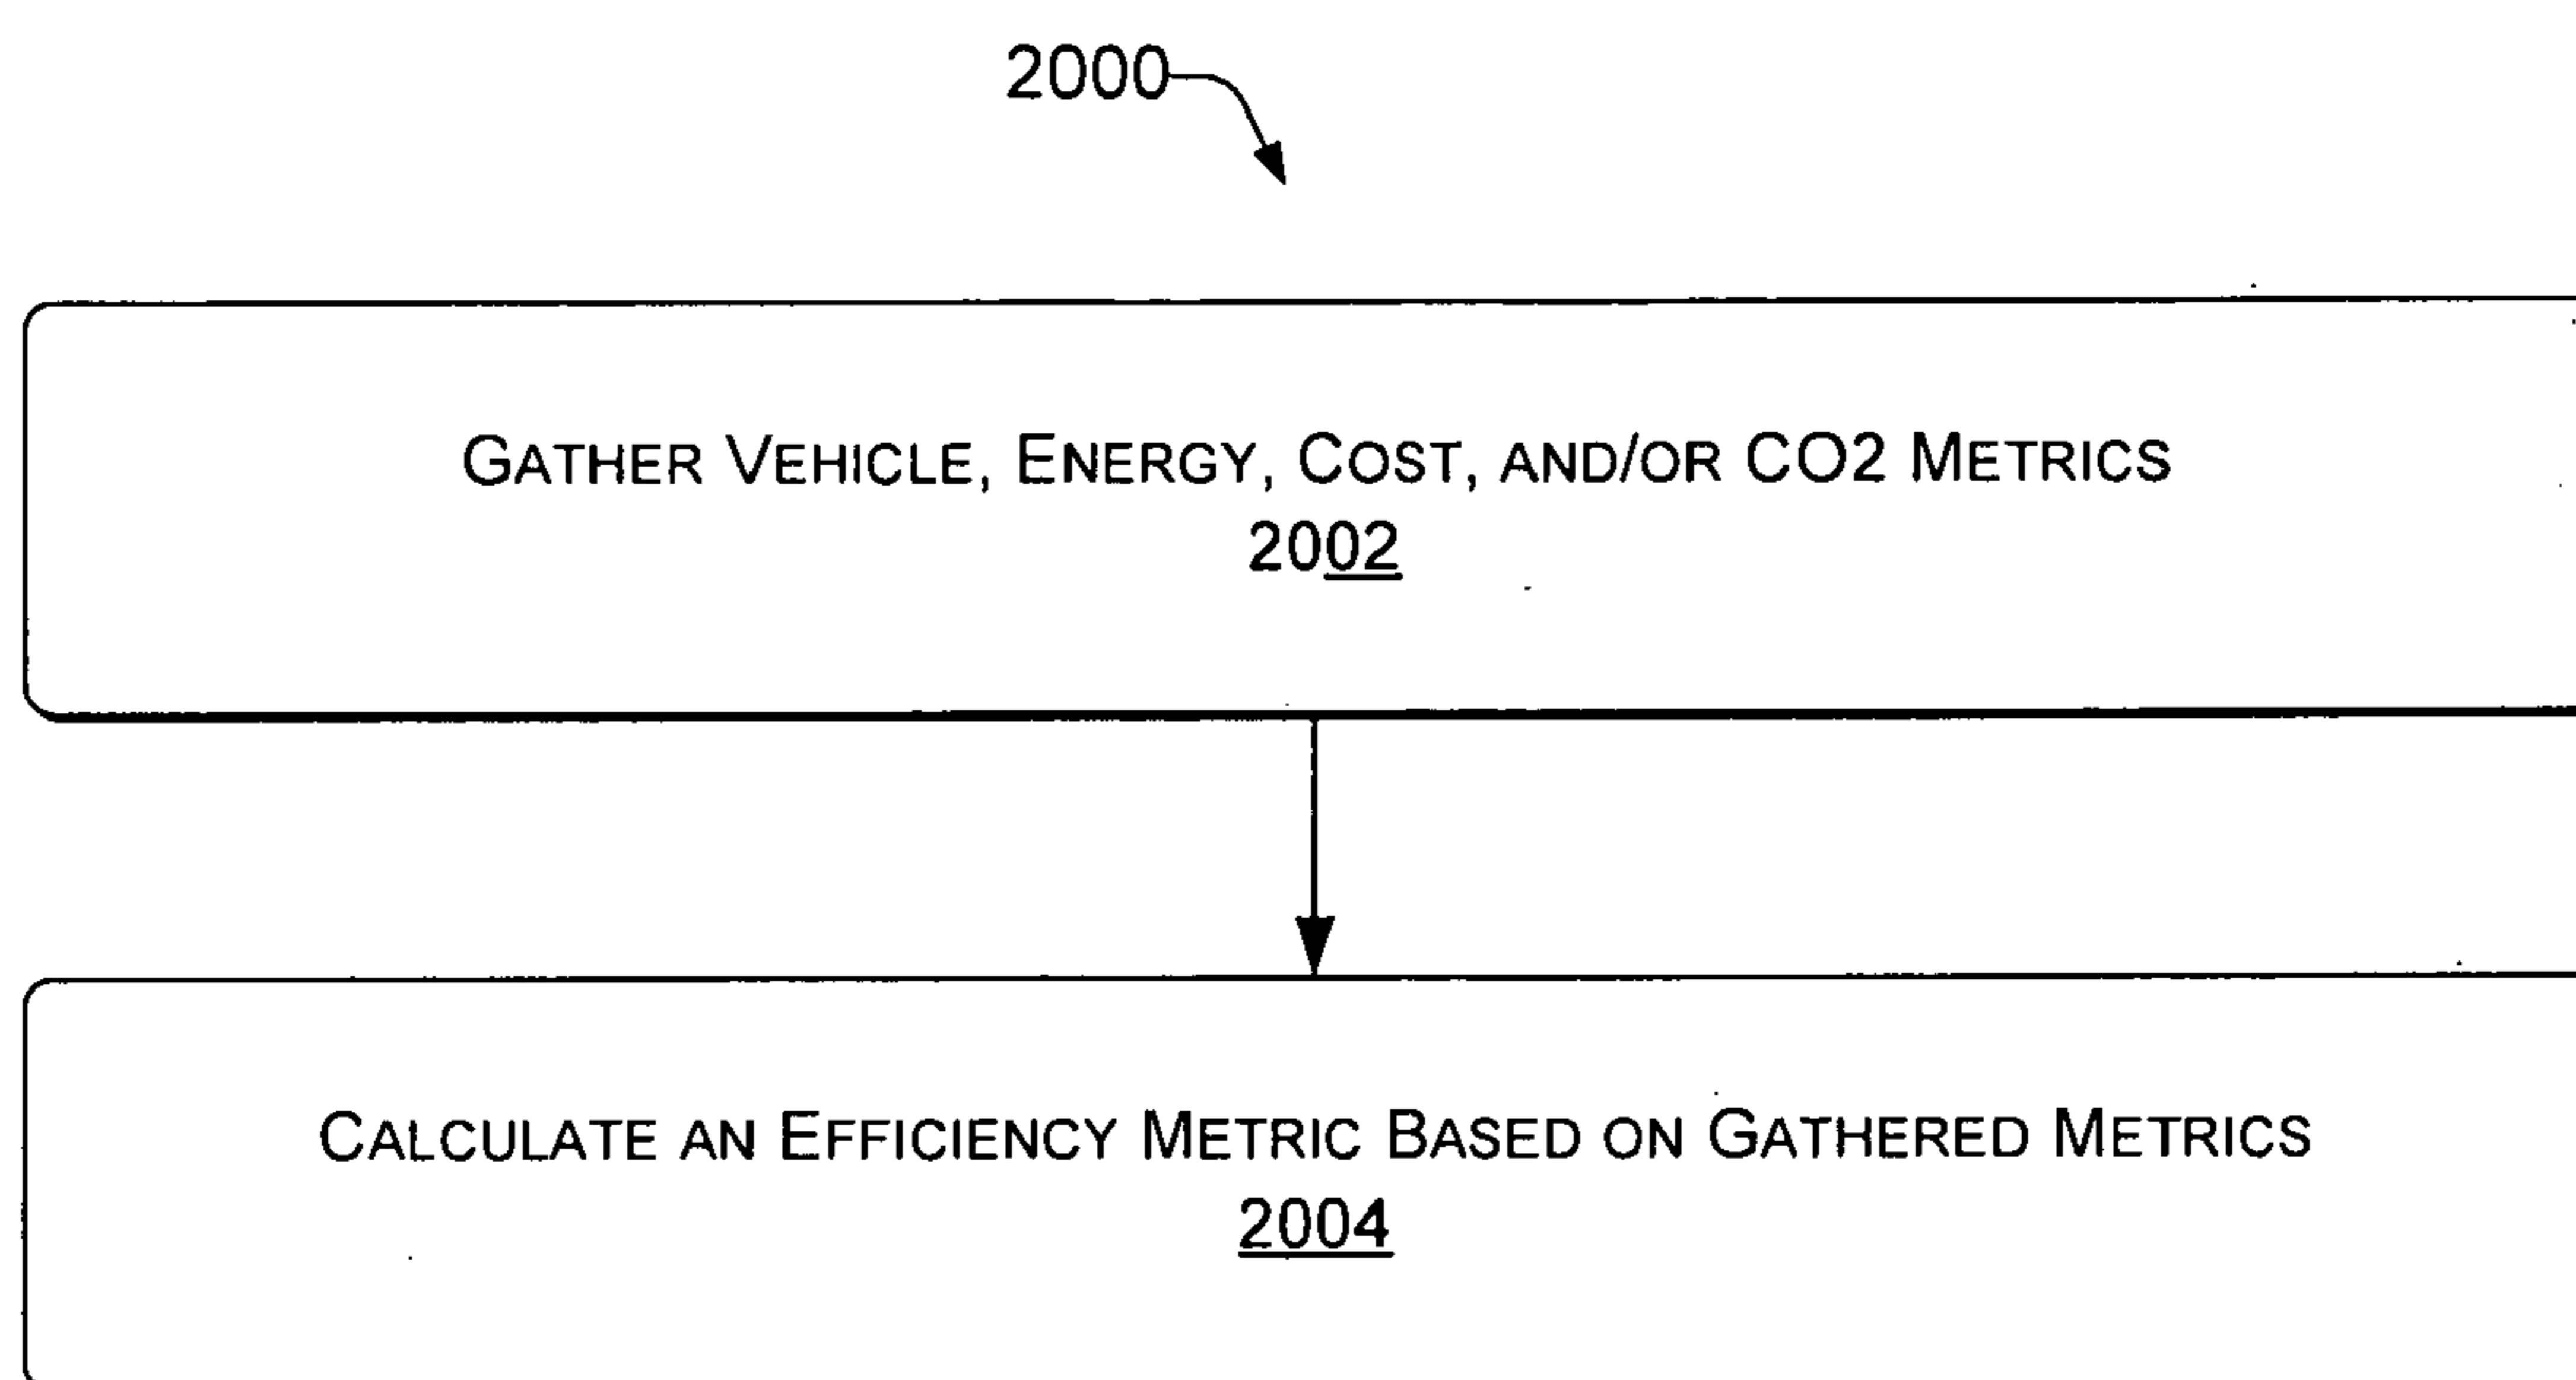 2000
GATHER VEHICLE, ENERGY, COST, AND/OR CO2 METRICS
2002
CALCULATE AN EFFICIENCY METRIC BASED ON GATHERED METRICS
2004